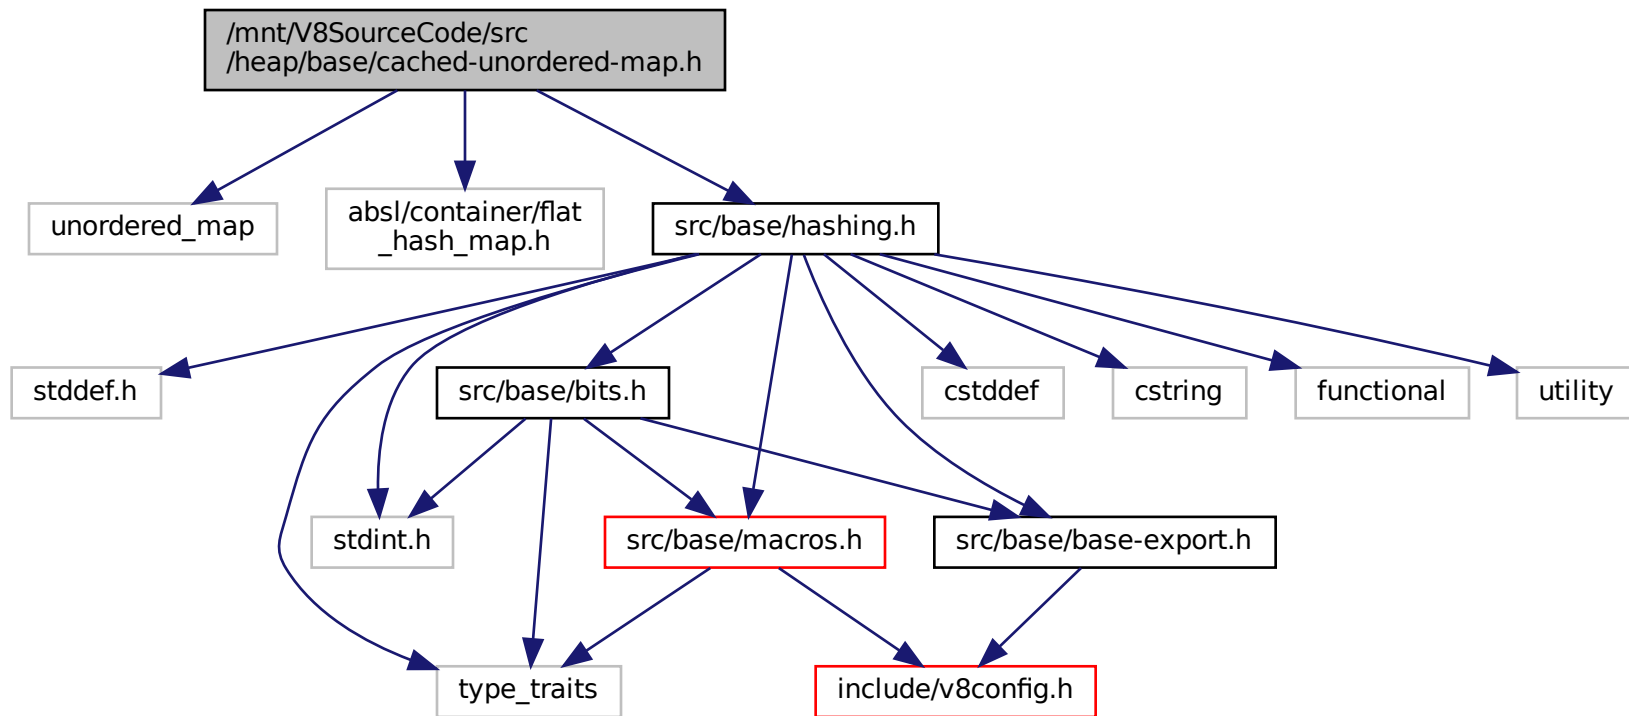 /mnt/V8SourceCode/src
/heap/base/cached-unordered-map.h
unordered_map
absl/container/flat
_hash_map.h
src/base/hashing.h
stddef.h
src/base/bits.h
cstddef
cstring
functional
utility
stdint.h
src/base/macros.h
src/base/base-export.h
type_traits
include/v8config.h